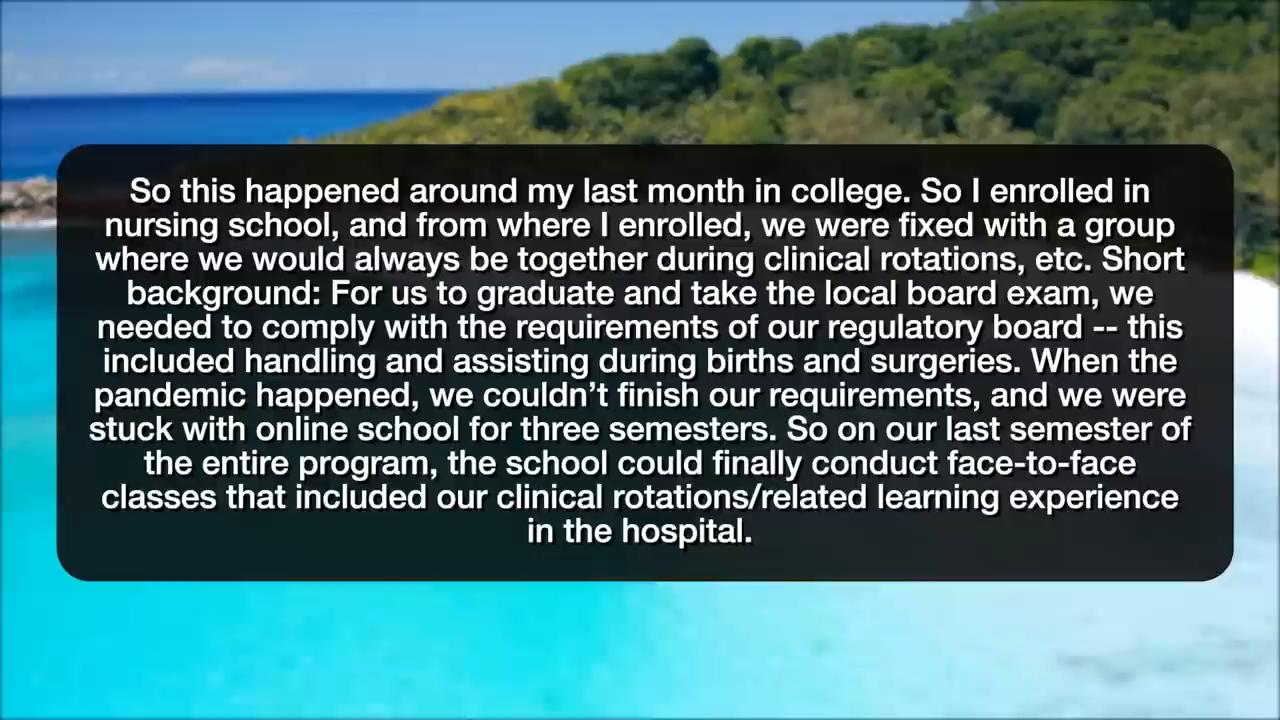 So this happened around my last month in college. So I enrolled in
nursing school, and from where I enrolled, we were fixed with a group
where we would always be together during clinical rotations, etc. Short
background: For us to graduate and take the local board exam, we
needed to comply with the requirements of our regulatory board -- this
included handling and assisting during births and surgeries. When the
pandemic happened, we couldn’t finish our requirements, and we were
stuck with online school for three semesters. So on our last semester of
the entire program, the school could finally conduct face-to-face
classes that included our clinical rotations/related learning experience
in the hospital.